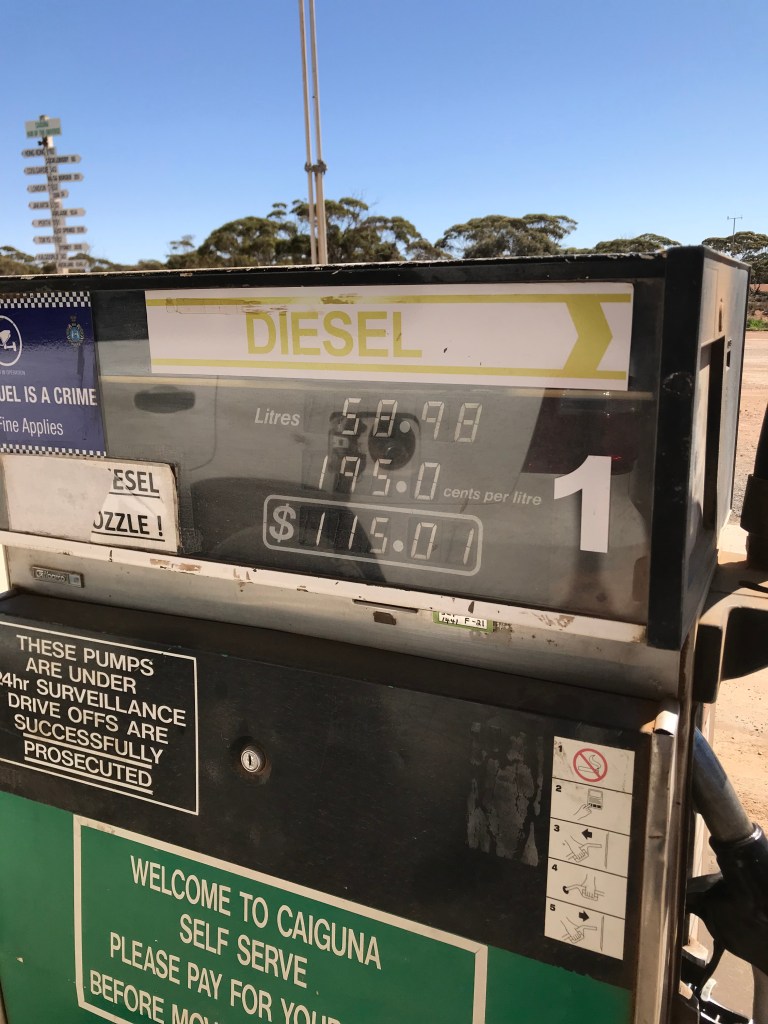 DIESEL
UEL IS A CRIME
Fine Applies
Litres 58.98
195.0 cents per litre
$ 115.01
1
ESEL
OZZLE !
THESE PUMPS
ARE UNDER
24hr SURVEILLANCE
DRIVE OFFS ARE
SUCCESSFULLY
PROSECUTED
1
2
3
4
5
WELCOME TO CAIGUNA
SELF SERVE
PLEASE PAY FOR YOUR
BEFORE MOV